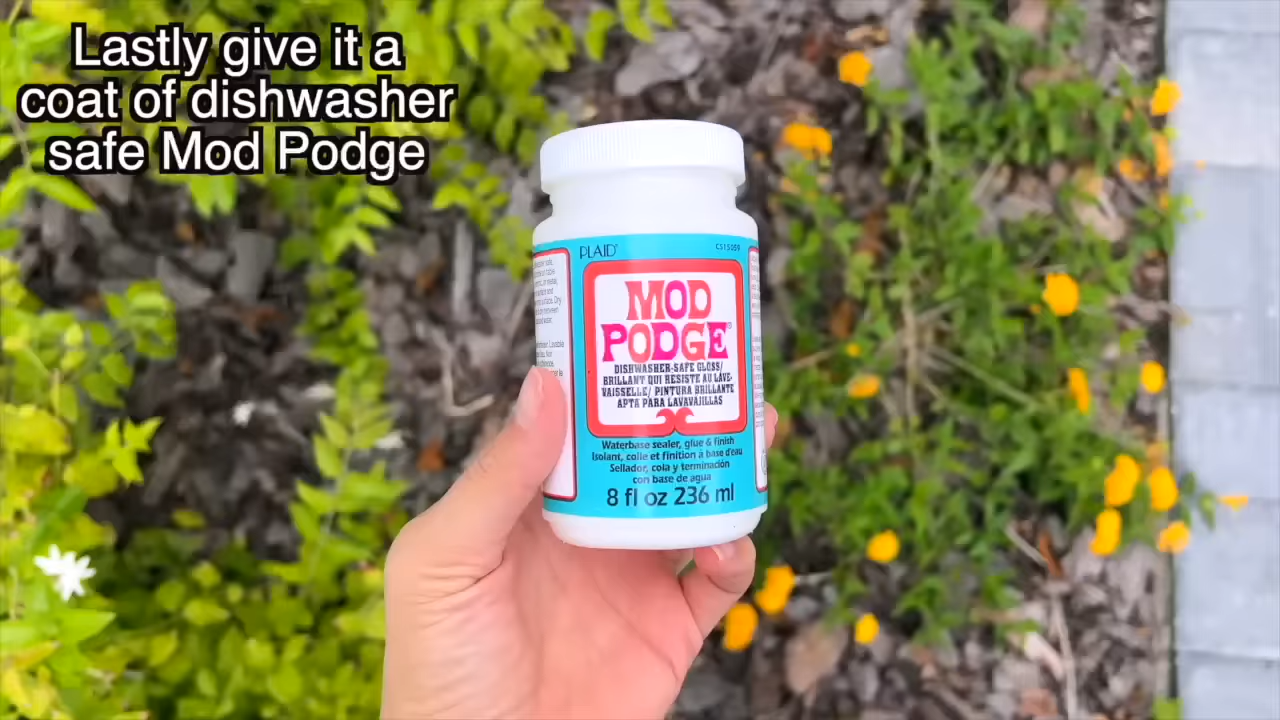 Lastly give it a
coat of dishwasher
safe Mod Podge
PLAID®
CS15059
MOD
PODGE®
DISHWASHER-SAFE GLOSS/
BRILLANT QUI RESISTE AU LAVE-
VAISSELLE/ PINTURA BRILLANTE
APTA PARA LAVAVAJILLAS
Waterbase sealer, glue & finish
Isolant, colle et finition à base d'eau
Sellador, cola y terminación
con base de agua
8 fl oz 236 ml